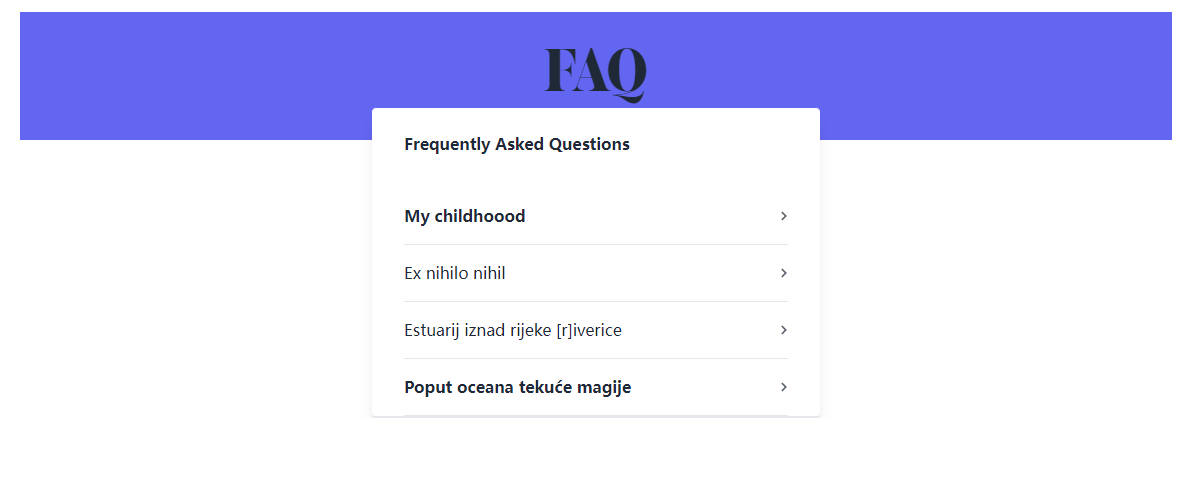 FAQ
Frequently Asked Questions
My childhoood
Ex nihilo nihil
Estuarij iznad rijeke [r]iverice
Poput oceana tekuće magije